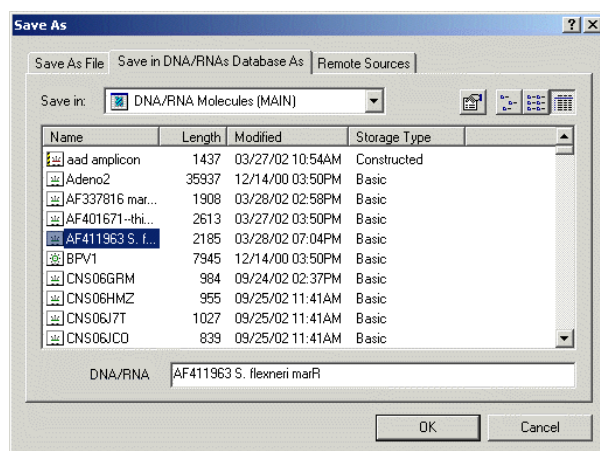 Save As
Save As File Save in DNA/RNAs Database As Remote Sources
Save in: DNA/RNA Molecules (MAIN)
Name Length Modified Storage Type
aad amplicon 1437 03/27/02 10:54AM Constructed
Adeno2 35937 12/14/00 03:50PM Basic
AF337816 mar... 1908 03/28/02 02:58PM Basic
AF401671--thi... 2613 03/27/02 03:50PM Basic
AF411963 S. f... 2185 03/28/02 07:04PM Basic
BPV1 7945 12/14/00 03:50PM Basic
CNS06GRM 984 09/24/02 02:37PM Basic
CNS06HMZ 955 09/25/02 11:41AM Basic
CNS06J7T 1027 09/25/02 11:41AM Basic
CNS06JCO 839 09/25/02 11:41AM Basic
DNA/RNA AF411963 S. flexneri marR
OK Cancel